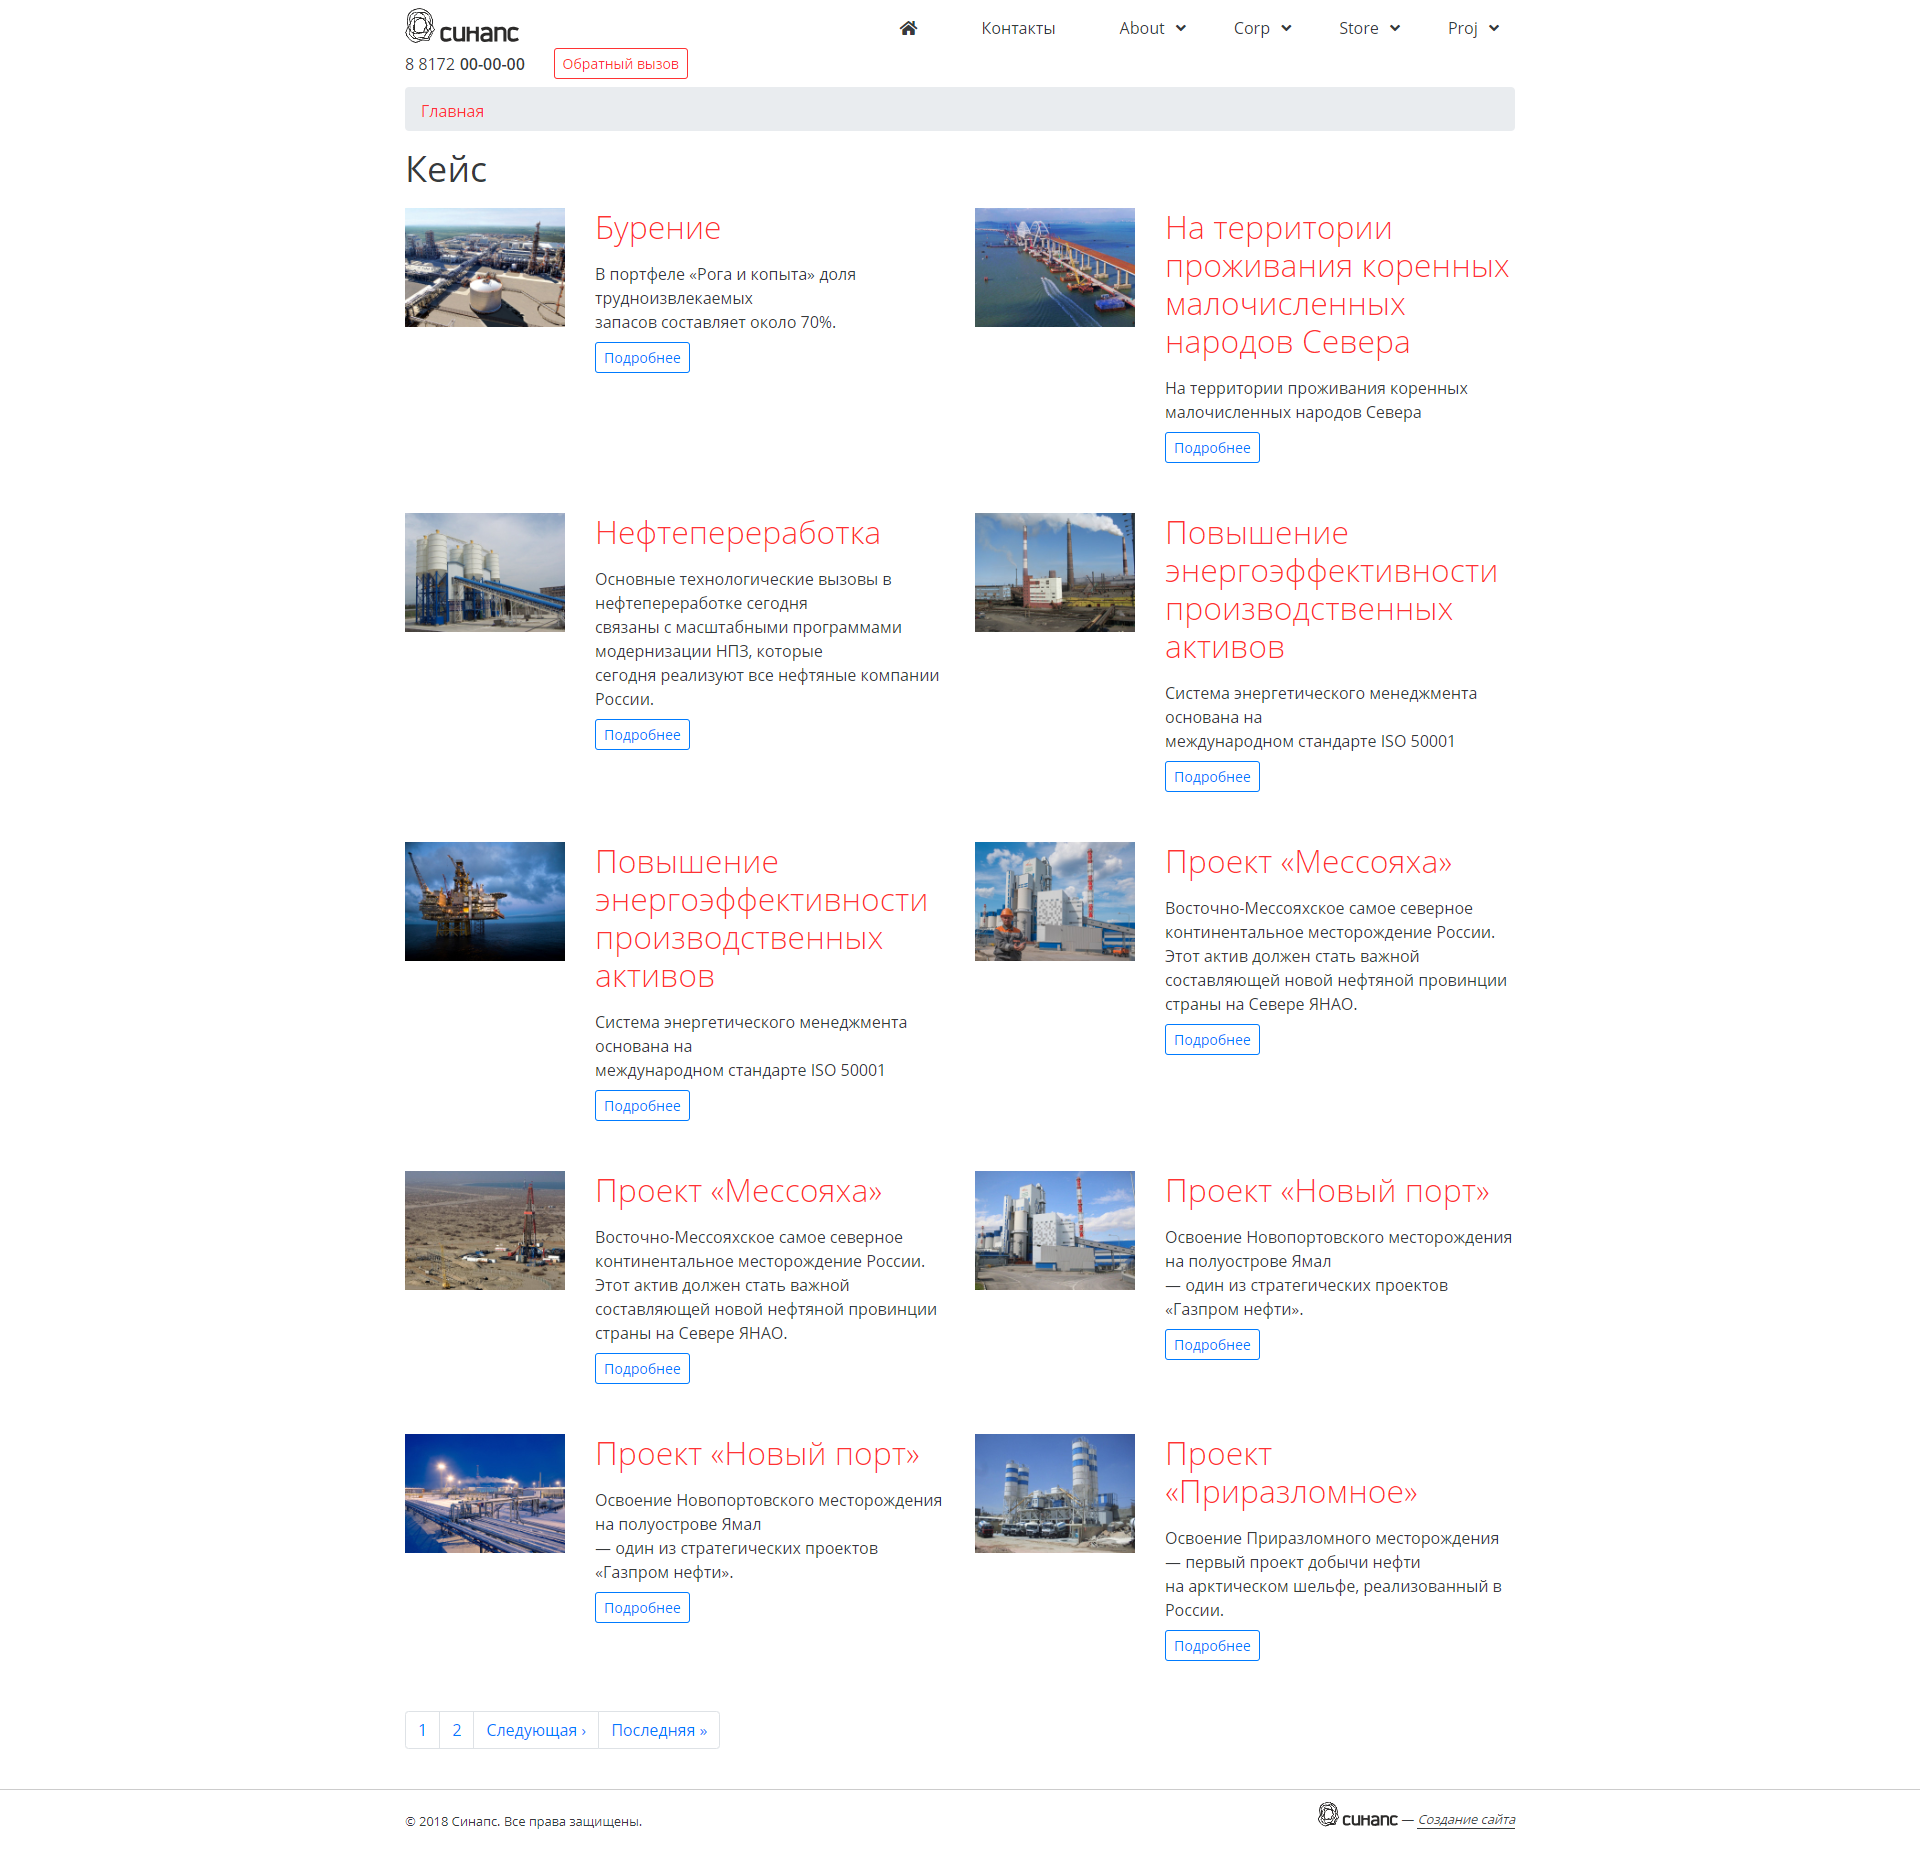 синапс
Контакты
About
Corp
Store
Proj
8 8172 00-00-00
Обратный вызов
Главная
Кейс
Бурение
В портфеле «Рога и копыта» доля
трудноизвлекаемых
запасов составляет около 70%.
Подробнее
На территории
проживания коренных
малочисленных
народов Севера
На территории проживания коренных
малочисленных народов Севера
Подробнее
Нефтепереработка
Основные технологические вызовы в
нефтепереработке сегодня
связаны с масштабными программами
модернизации НПЗ, которые
сегодня реализуют все нефтяные компании
России.
Подробнее
Повышение
энергоэффективности
производственных
активов
Система энергетического менеджмента
основана на
международном стандарте ISO 50001
Подробнее
Повышение
энергоэффективности
производственных
активов
Система энергетического менеджмента
основана на
международном стандарте ISO 50001
Подробнее
Проект «Мессояха»
Восточно-Мессояхское самое северное
континентальное месторождение России.
Этот актив должен стать важной
составляющей новой нефтяной провинции
страны на Севере ЯНАО.
Подробнее
Проект «Мессояха»
Восточно-Мессояхское самое северное
континентальное месторождение России.
Этот актив должен стать важной
составляющей новой нефтяной провинции
страны на Севере ЯНАО.
Подробнее
Проект «Новый порт»
Освоение Новопортовского месторождения
на полуострове Ямал
— один из стратегических проектов
«Газпром нефти».
Подробнее
Проект «Новый порт»
Освоение Новопортовского месторождения
на полуострове Ямал
— один из стратегических проектов
«Газпром нефти».
Подробнее
Проект
«Приразломное»
Освоение Приразломного месторождения
— первый проект добычи нефти
на арктическом шельфе, реализованный в
России.
Подробнее
1
2
Следующая ›
Последняя »
© 2018 Синапс. Все права защищены.
синапс — Создание сайта